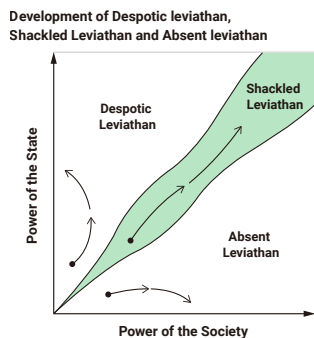 Development of Despotic leviathan,
Shackled Leviathan and Absent leviathan
Shackled
Leviathan
Despotic
Leviathan
Power of the State
Absent
Leviathan
Power of the Society